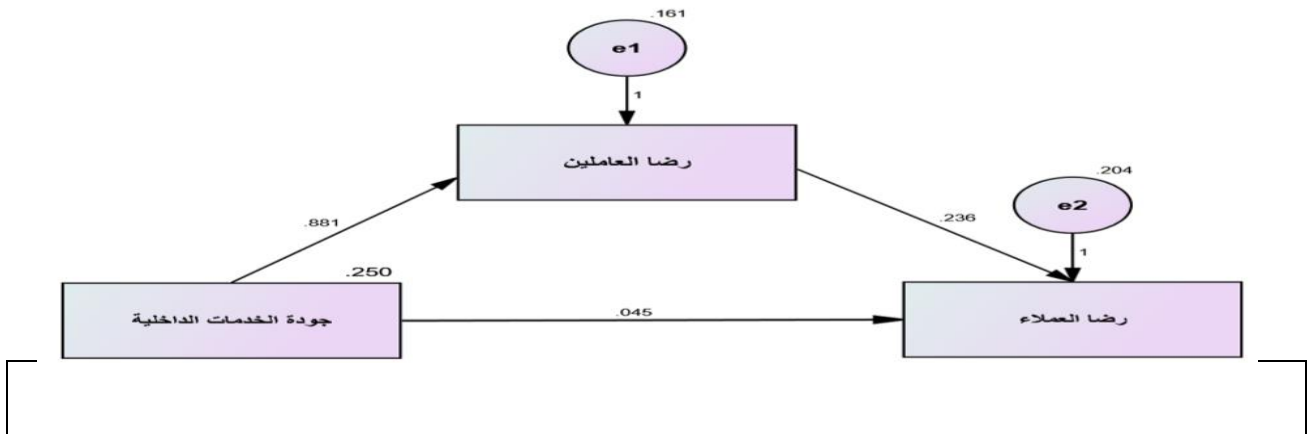 .161
e1
1
رضا العاملين
.204
e2
.881
.236
1
.250
جودة الخدمات الداخلية
.045
رضا العملاء